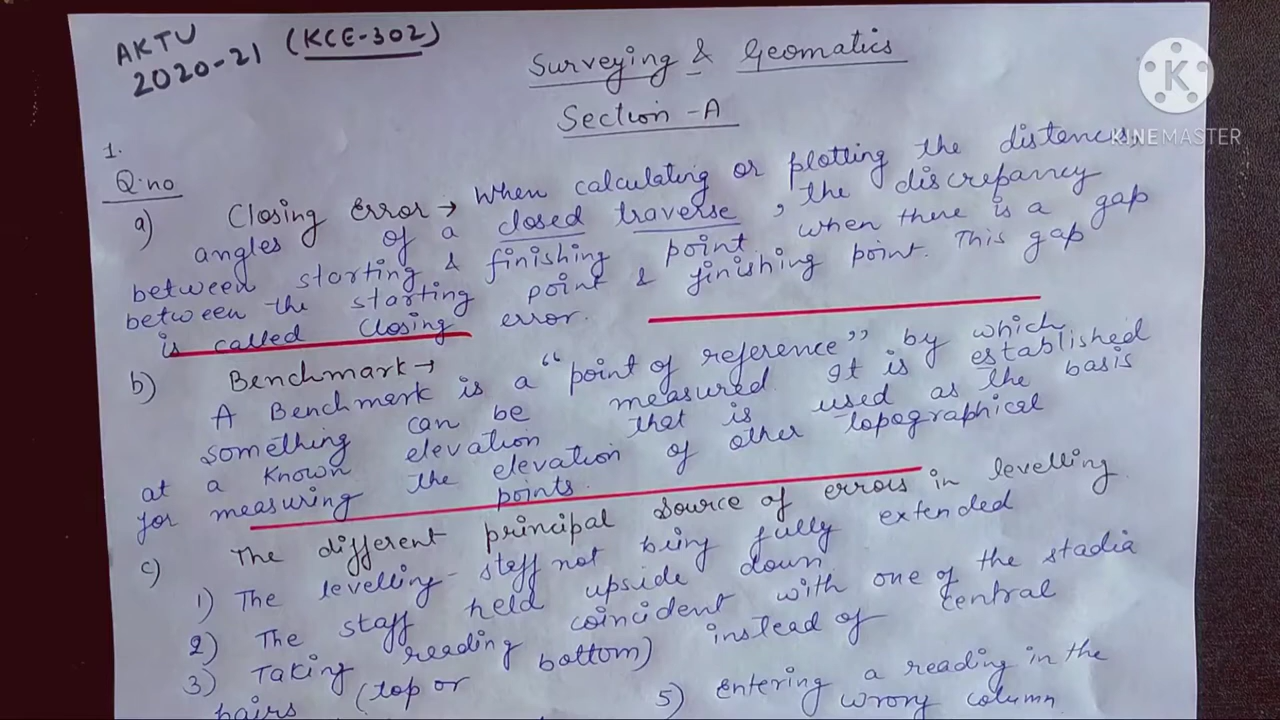 AKTU
2020-21 (KCE-302)
Surveying & Geomatics
Section -A
K
KINEMASTER
1.
Q.no
a) Closing Error → When calculating or plotting the distences,
angles of a closed traverse, the discrepancy
between starting & finishing point when there is a gap
between the starting point & finishing point. This gap
is called closing error.
b) Benchmark →
A Benchmark is a "point of reference" by which
something can be measured. It is established
at a known elevation that is used as the basis
for measuring the elevation of other topographical
points.
c) The different principal source of errors in levelling
1) The levelling-staff not being fully extended
2) The staff held upside down
3) Taking reading coincident with one of the stadia
hairs (top or bottom) instead of central
5) Entering a reading in the
wrong column